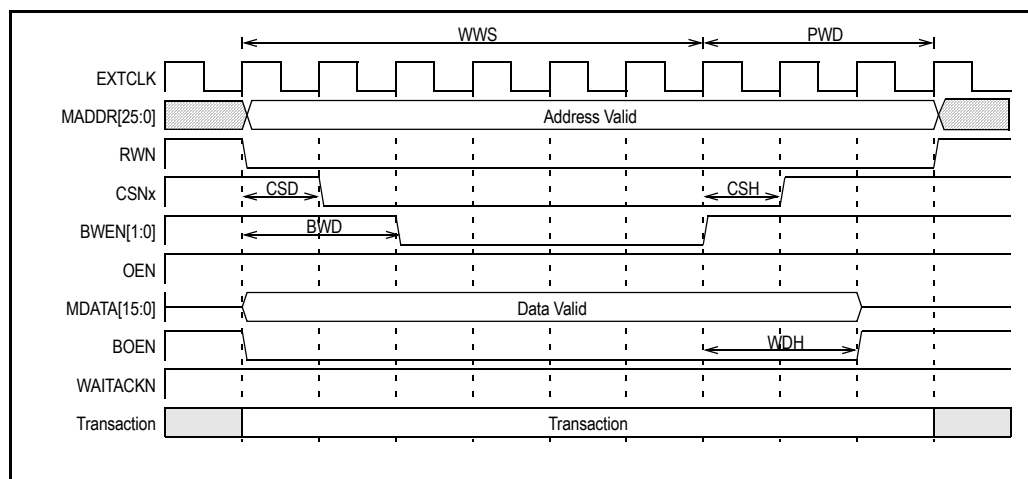 WWS PWD
EXTCLK
MADDR[25:0] Address Valid
RWN
CSNx CSD CSH
BWEN[1:0] BWD
OEN
MDATA[15:0] Data Valid
BOEN WDH
WAITACKN
Transaction Transaction